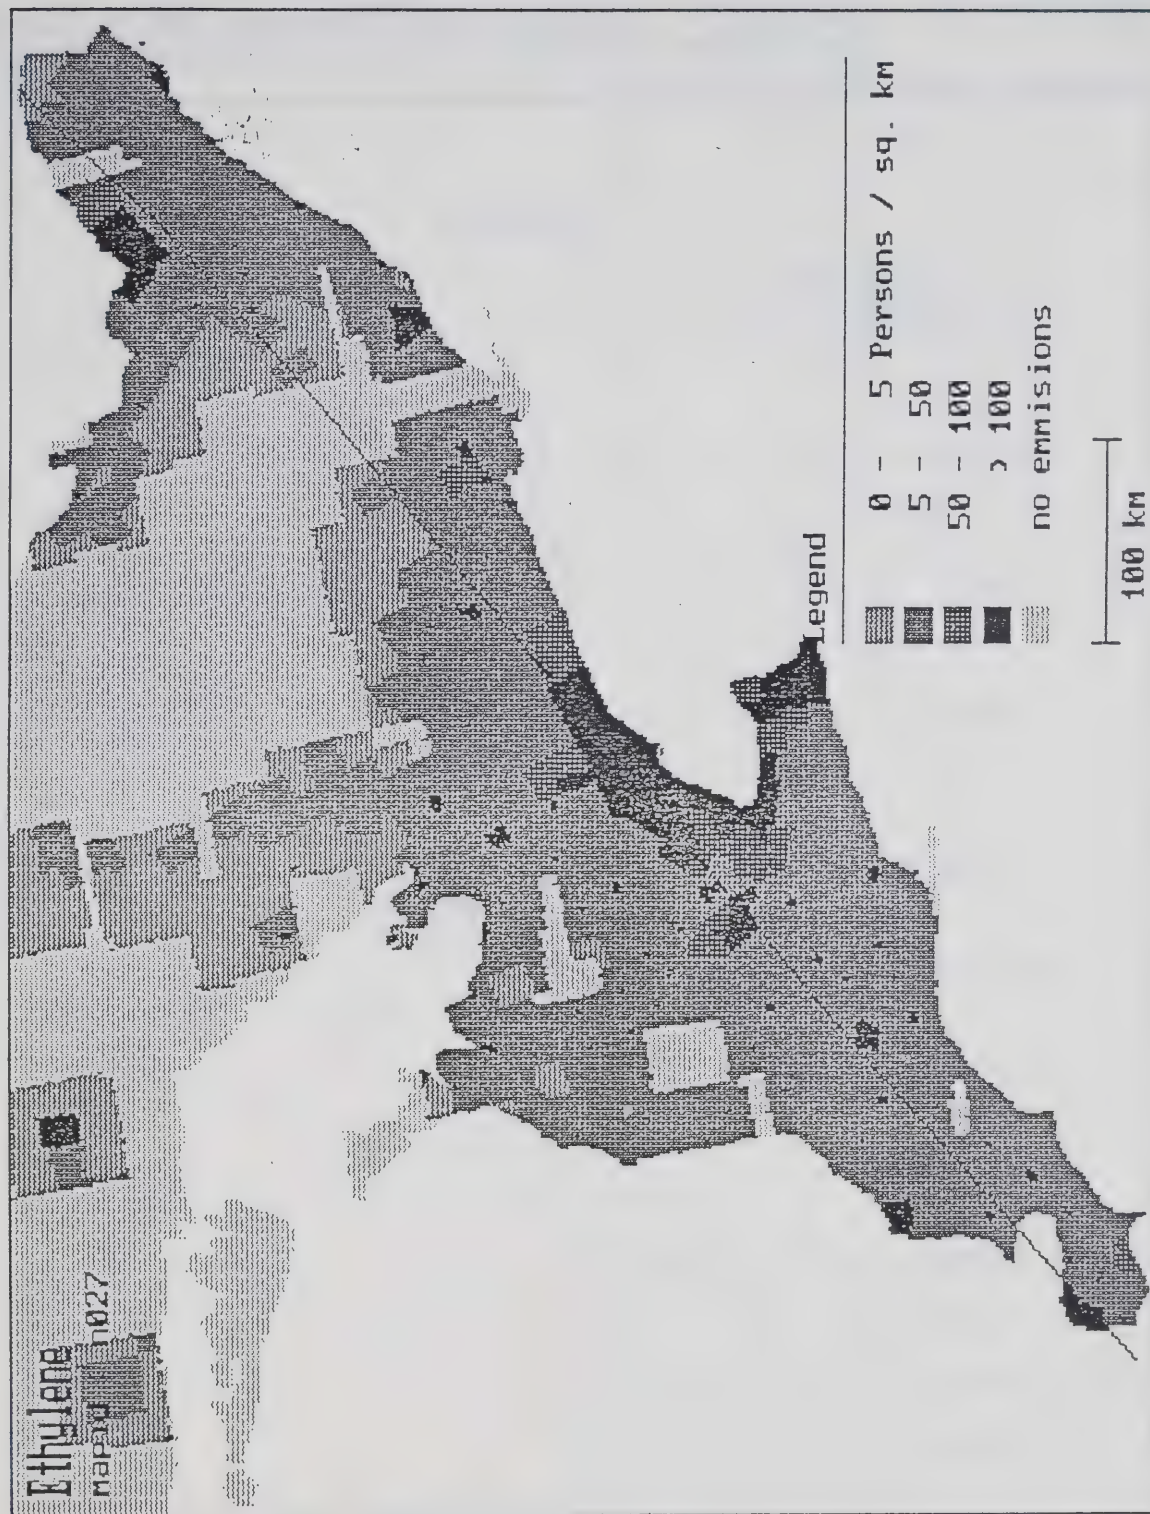 Ethylene
mapid n027
Legend
0 - 5 Persons / sq. km
5 - 50
50 - 100
> 100
no emmisions
100 km